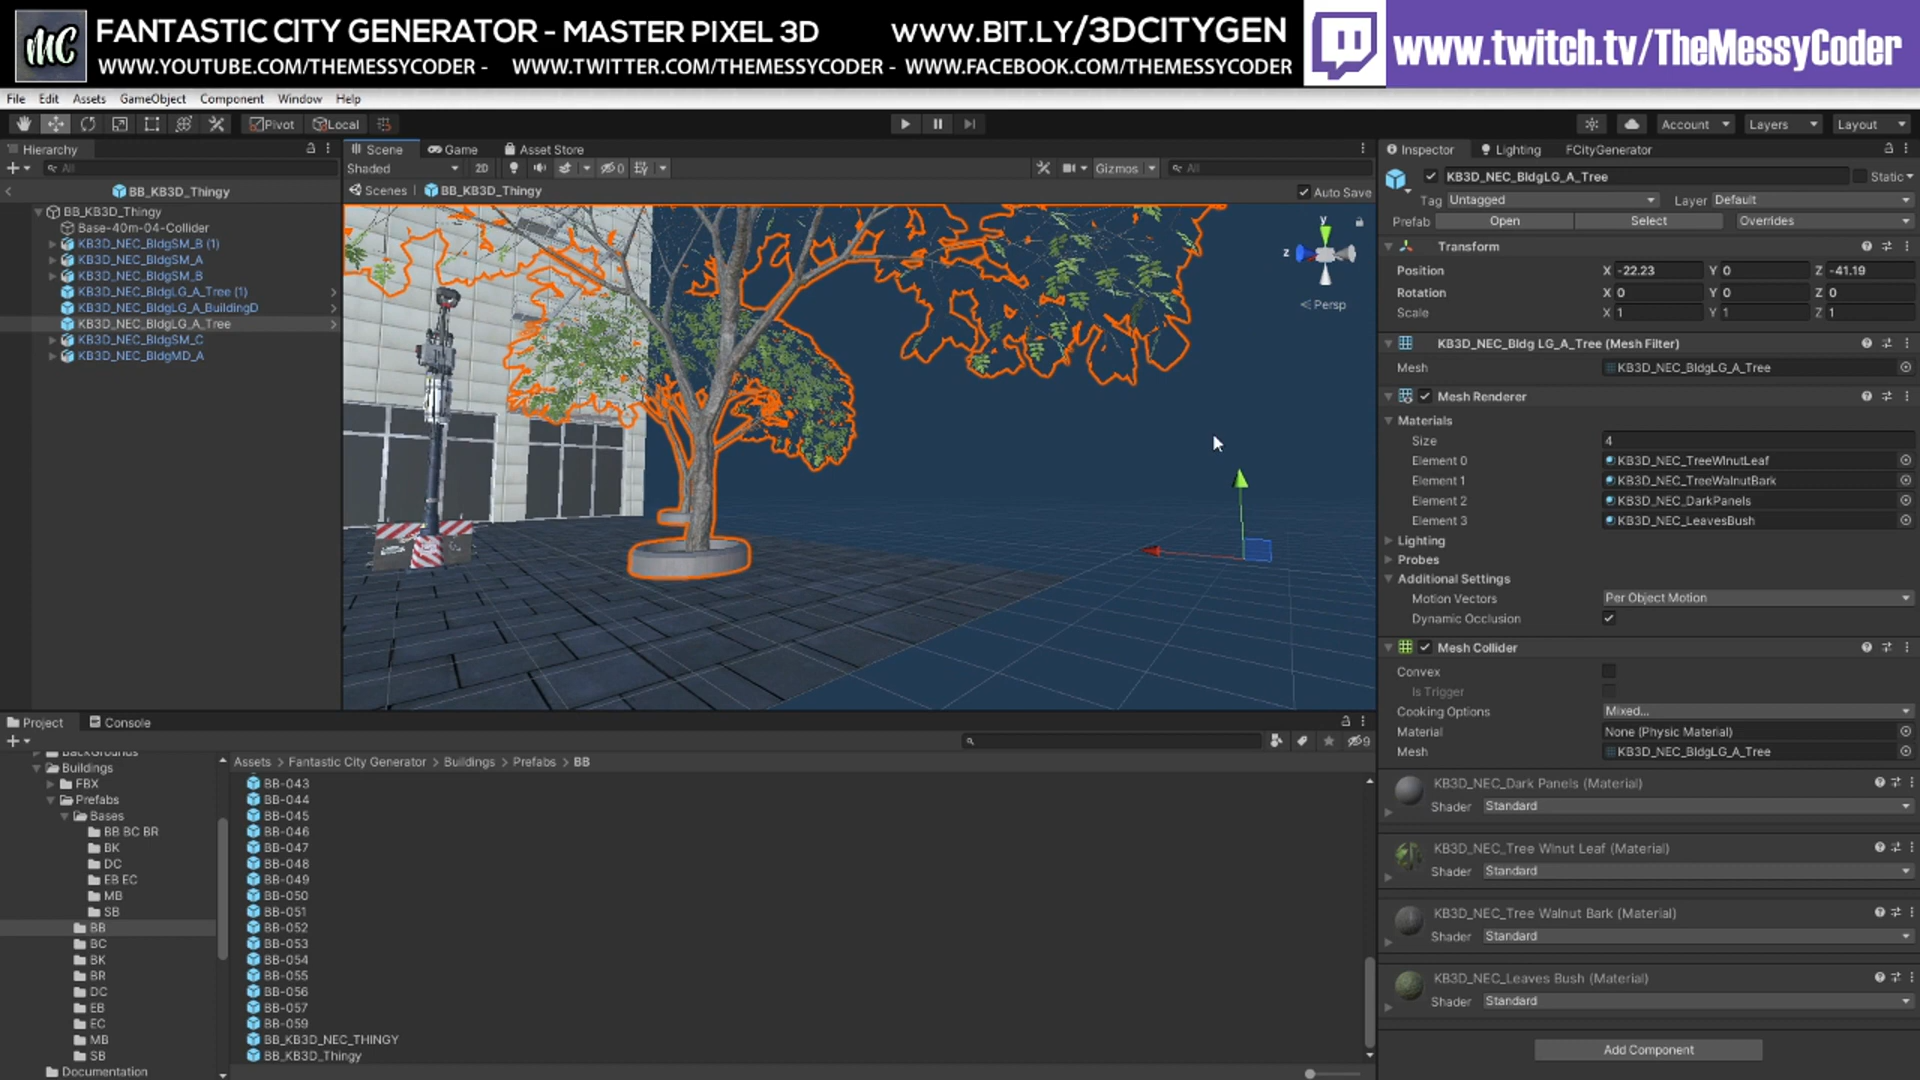 MC
FANTASTIC CITY GENERATOR - MASTER PIXEL 3D
WWW.BIT.LY/3DCITYGEN
WWW.YOUTUBE.COM/THEMESSYCODER - WWW.TWITTER.COM/THEMESSYCODER - WWW.FACEBOOK.COM/THEMESSYCODER
www.twitch.tv/TheMessyCoder
File Edit Assets GameObject Component Window Help
Pivot Local
Account Layers Layout
Hierarchy
All
BB_KB3D_Thingy
BB_KB3D_Thingy
Base-40m-04-Collider
KB3D_NEC_BldgSM_B (1)
KB3D_NEC_BldgSM_A
KB3D_NEC_BldgSM_B
KB3D_NEC_BldgLG_A_Tree (1)
KB3D_NEC_BldgLG_A_BuildingD
KB3D_NEC_BldgLG_A_Tree
KB3D_NEC_BldgSM_C
KB3D_NEC_BldgMD_A
Scene Game Asset Store
Shaded 2D 0 Gizmos All
Scenes BB_KB3D_Thingy Auto Save
y
z
< Persp
Inspector Lighting FCityGenerator
KB3D_NEC_BldgLG_A_Tree Static
Tag Untagged Layer Default
Prefab Open Select Overrides
Transform
Position X -22.23 Y 0 Z -41.19
Rotation X 0 Y 0 Z 0
Scale X 1 Y 1 Z 1
KB3D_NEC_Bldg LG_A_Tree (Mesh Filter)
Mesh KB3D_NEC_BldgLG_A_Tree
Mesh Renderer
Materials
Size 4
Element 0 KB3D_NEC_TreeWlnutLeaf
Element 1 KB3D_NEC_TreeWalnutBark
Element 2 KB3D_NEC_DarkPanels
Element 3 KB3D_NEC_LeavesBush
Lighting
Probes
Additional Settings
Motion Vectors Per Object Motion
Dynamic Occlusion
Mesh Collider
Convex
Is Trigger
Cooking Options Mixed...
Material None (Physic Material)
Mesh KB3D_NEC_BldgLG_A_Tree
KB3D_NEC_Dark Panels (Material)
Shader Standard
KB3D_NEC_Tree Wlnut Leaf (Material)
Shader Standard
KB3D_NEC_Tree Walnut Bark (Material)
Shader Standard
KB3D_NEC_Leaves Bush (Material)
Shader Standard
Add Component
Project Console
9
BackGrounds
Buildings
FBX
Prefabs
Bases
BB BC BR
BK
DC
EB EC
MB
SB
BB
BC
BK
BR
DC
EB
EC
MB
SB
Documentation
Assets > Fantastic City Generator > Buildings > Prefabs > BB
BB-043
BB-044
BB-045
BB-046
BB-047
BB-048
BB-049
BB-050
BB-051
BB-052
BB-053
BB-054
BB-055
BB-056
BB-057
BB-059
BB_KB3D_NEC_THINGY
BB_KB3D_Thingy